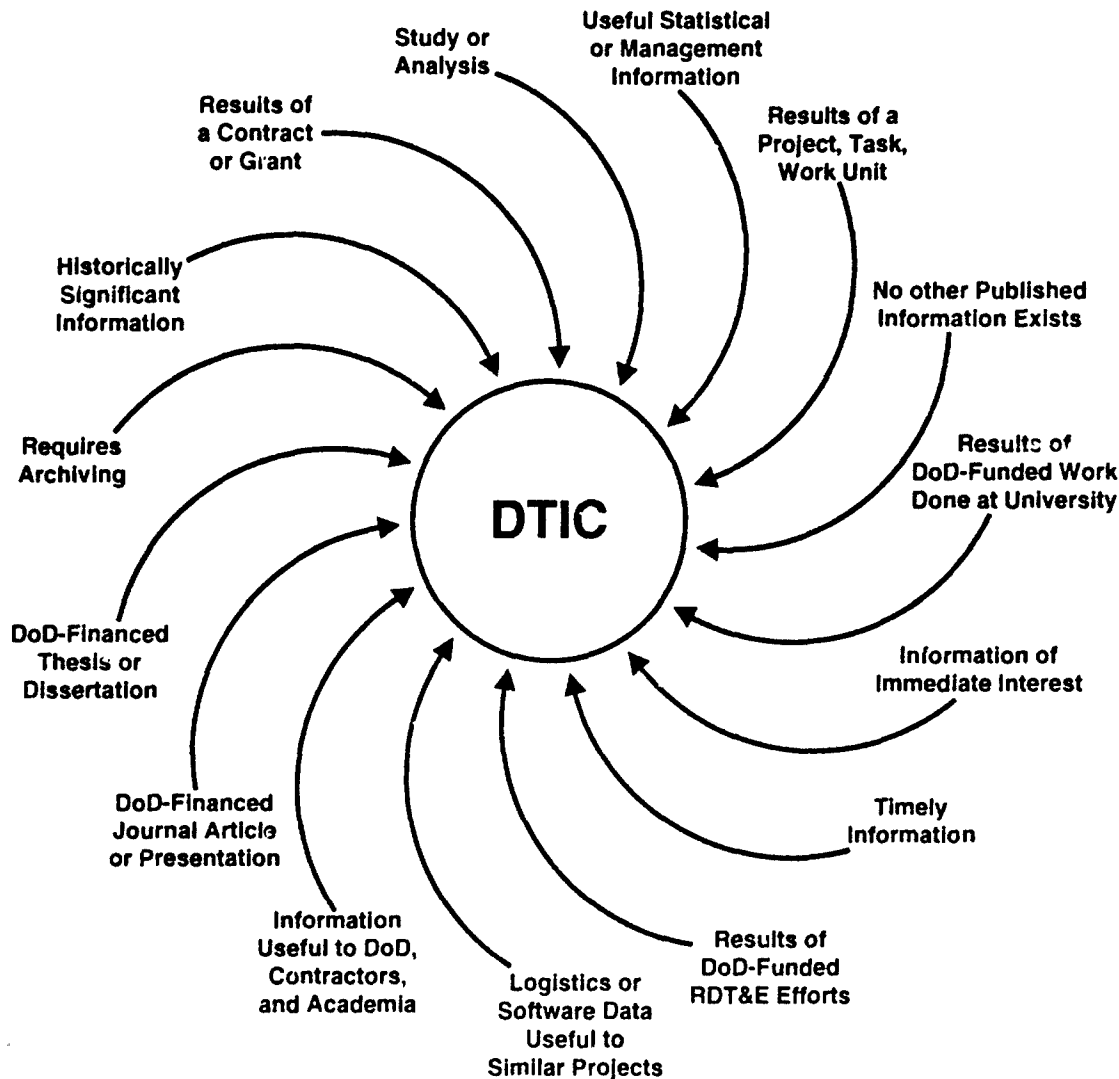 Study or
Analysis
Useful Statistical
or Management
Information
Results of a
Project, Task,
Work Unit
No other Published
Information Exists
Results of
DoD-Funded Work
Done at University
Information of
Immediate Interest
Timely
Information
Results of
DoD-Funded
RDT&E Efforts
Logistics or
Software Data
Useful to
Similar Projects
Information
Useful to DoD,
Contractors,
and Academia
DoD-Financed
Journal Article
or Presentation
DoD-Financed
Thesis or
Dissertation
Requires
Archiving
Historically
Significant
Information
Results of
a Contract
or Grant
DTIC